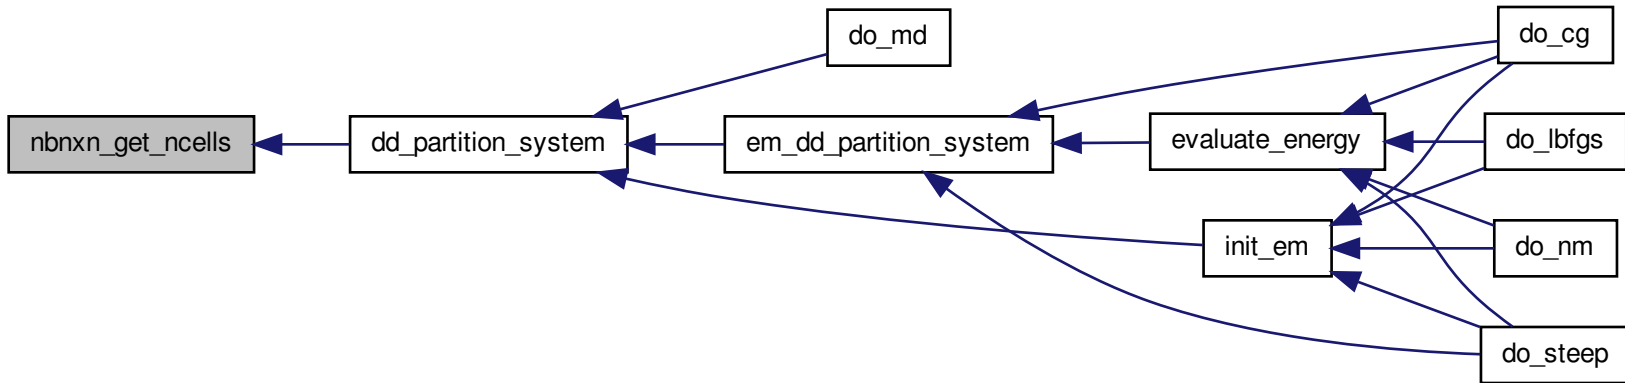 nbnxn_get_ncells
dd_partition_system
do_md
em_dd_partition_system
evaluate_energy
init_em
do_cg
do_lbfgs
do_nm
do_steep